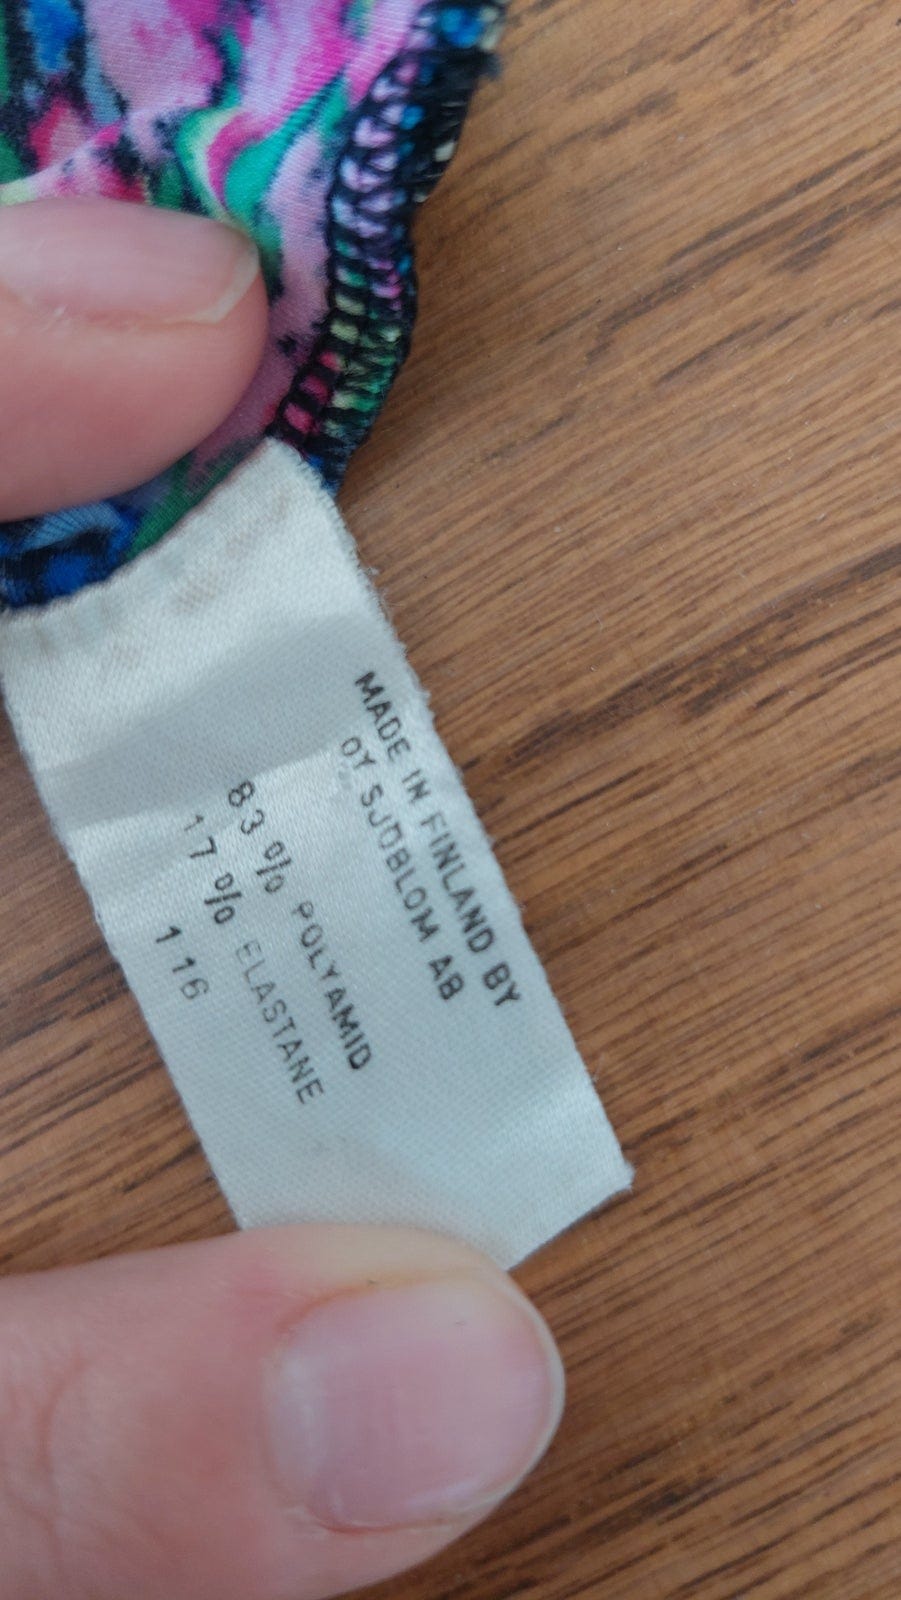 MADE IN FINLAND BY
OY SJOBLOM AB
83 % POLYAMID
17 % ELASTANE
116